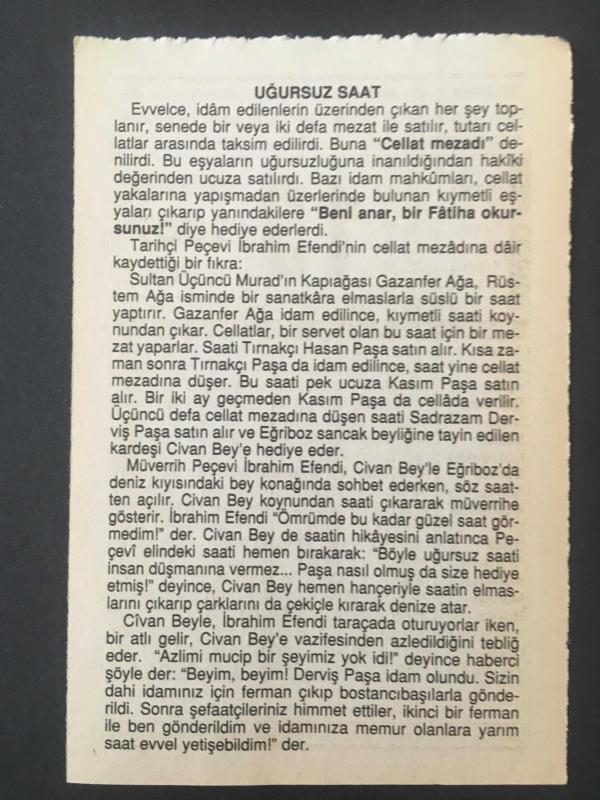 UĞURSUZ SAAT
Evvelce, idâm edilenlerin üzerinden çıkan her şey top-
lanır, senede bir veya iki defa mezat ile satılır, tutarı cel-
latlar arasında taksim edilirdi. Buna “Cellat mezadı” de-
nilirdi. Bu eşyaların uğursuzluğuna inanıldığından hakîki
değerinden ucuza satılırdı. Bazı idam mahkûmları, cellat
yakalarına yapışmadan üzerlerinde bulunan kıymetli eş-
yaları çıkarıp yanındakilere “Beni anar, bir Fâtiha okur-
sunuz!” diye hediye ederlerdi.
Tarihçi Peçevi İbrahim Efendi'nin cellat mezâdına dâir
kaydettiği bir fıkra:
Sultan Üçüncü Murad'ın Kapıağası Gazanfer Ağa, Rüs-
tem Ağa isminde bir sanatkâra elmaslarla süslü bir saat
yaptırır. Gazanfer Ağa idam edilince, kıymetli saati koy-
nundan çıkar. Cellatlar, bir servet olan bu saat için bir me-
zat yaparlar. Saati Tırnakçı Hasan Paşa satın alır. Kısa za-
man sonra Tırnakçı Paşa da idam edilince, saat yine cellat
mezadına düşer. Bu saati pek ucuza Kasım Paşa satın
alır. Bir iki ay geçmeden Kasım Paşa da cellâda verilir.
Üçüncü defa cellat mezadına düşen saati Sadrazam Der-
viş Paşa satın alır ve Eğriboz sancak beyliğine tayin edilen
kardeşi Civan Bey'e hediye eder.
Müverrih Peçevi İbrahim Efendi, Civan Bey'le Eğriboz'da
deniz kıyısındaki bey konağında sohbet ederken, söz saat-
ten açılır. Civan Bey koynundan saati çıkararak müverrihe
gösterir. İbrahim Efendi “Ömrümde bu kadar güzel saat gör-
medim!” der. Civan Bey de saatin hikâyesini anlatınca Pe-
çevî elindeki saati hemen bırakarak: “Böyle uğursuz saati
insan düşmanına vermez... Paşa nasıl olmuş da size hediye
etmiş!” deyince, Civan Bey hemen hançeriyle saatin elmas-
larını çıkarıp çarklarını da çekiçle kırarak denize atar.
Cîvan Beyle, İbrahim Efendi taraçada oturuyorlar iken,
bir atlı gelir, Civan Bey'e vazifesinden azledildiğini tebliğ
eder. “Azlimi mucip bir şeyimiz yok idi!” deyince haberci
şöyle der: “Beyim, beyim! Derviş Paşa idam olundu. Sizin
dahi idamınız için ferman çıkıp bostancıbaşılarla gönde-
rildi. Sonra şefaatçileriniz himmet ettiler, ikinci bir ferman
ile ben gönderildim ve idamınıza memur olanlara yarım
saat evvel yetişebildim!” der.